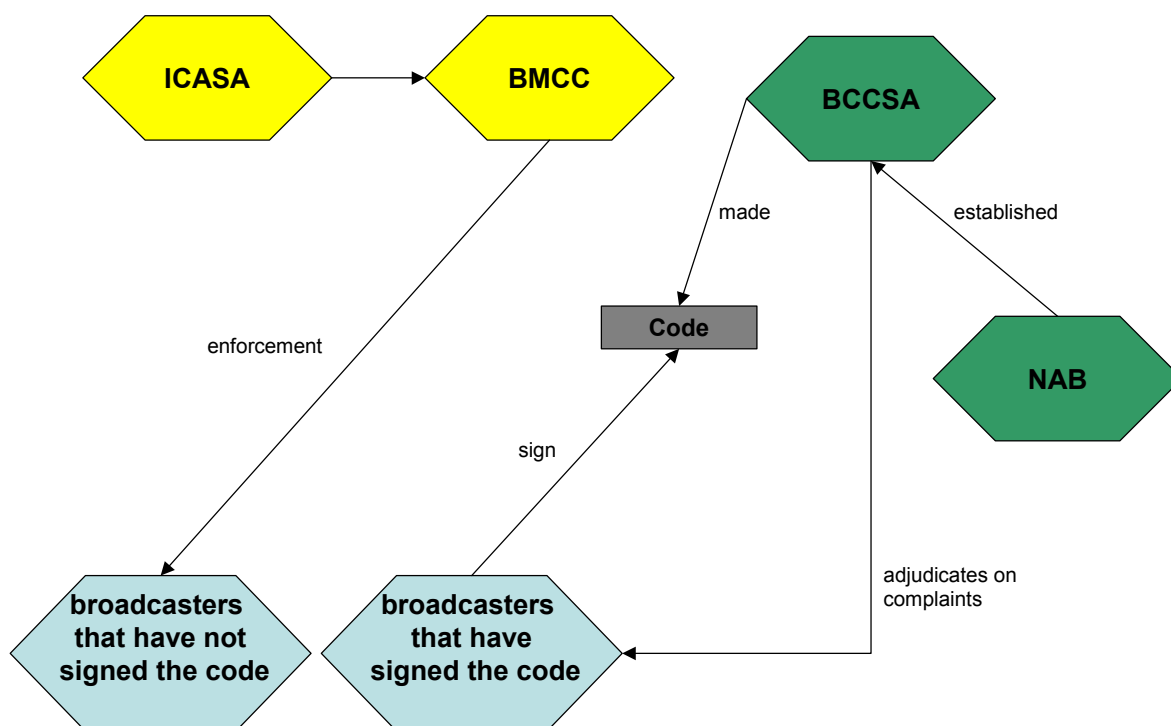 ICASA
BMCC
BCCSA
made
established
Code
enforcement
NAB
sign
adjudicates on
complaints
broadcasters
that have not
signed the code
broadcasters
that have
signed the code